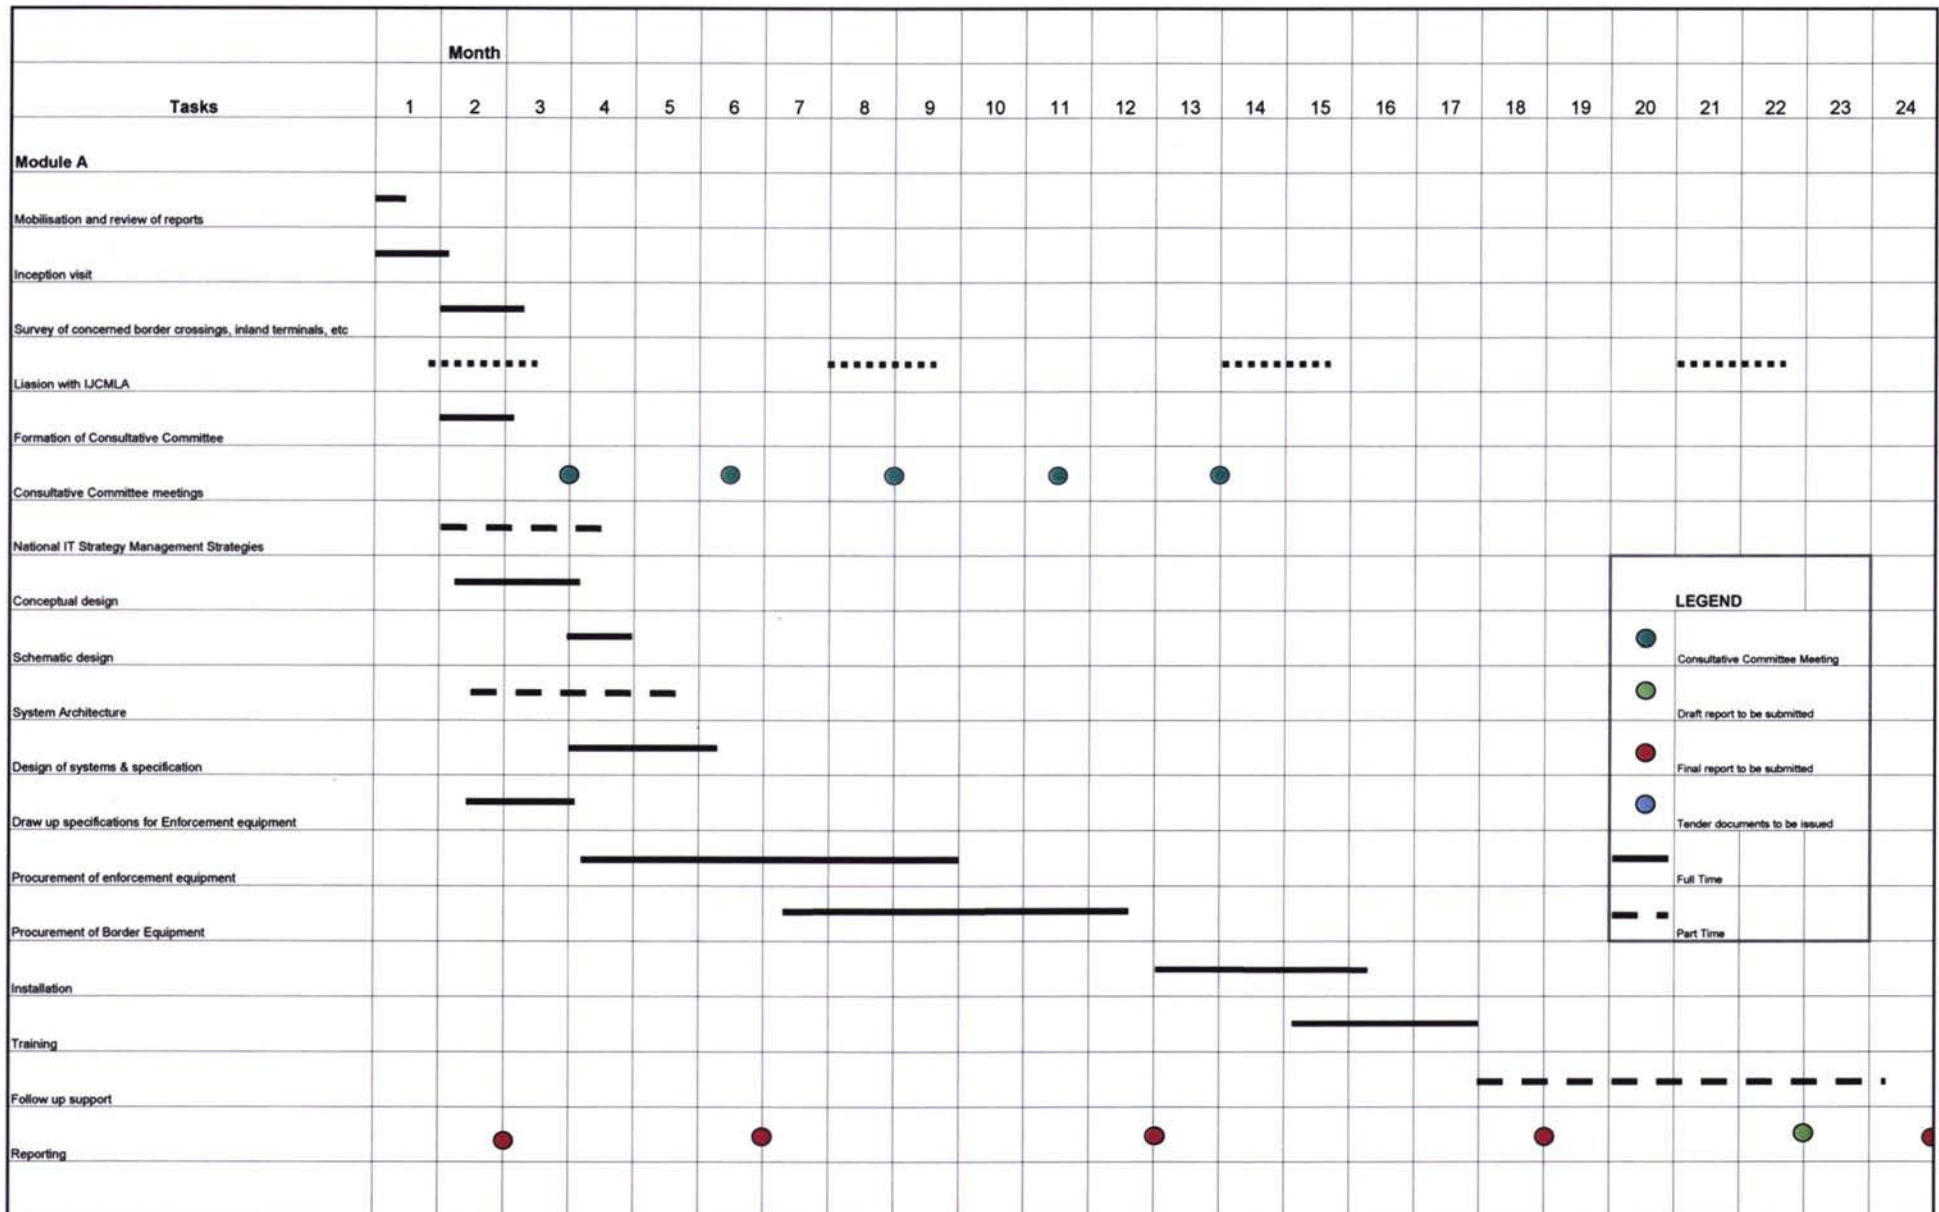 Month
Tasks 1 2 3 4 5 6 7 8 9 10 11 12 13 14 15 16 17 18 19 20 21 22 23 24
Module A
Mobilisation and review of reports
Inception visit
Survey of concerned border crossings, inland terminals, etc
Liasion with IJCMLA
Formation of Consultative Committee
Consultative Committee meetings
National IT Strategy Management Strategies
Conceptual design
Schematic design
System Architecture
Design of systems & specification
Draw up specifications for Enforcement equipment
Procurement of enforcement equipment
Procurement of Border Equipment
Installation
Training
Follow up support
Reporting
LEGEND
Consultative Committee Meeting
Draft report to be submitted
Final report to be submitted
Tender documents to be issued
Full Time
Part Time